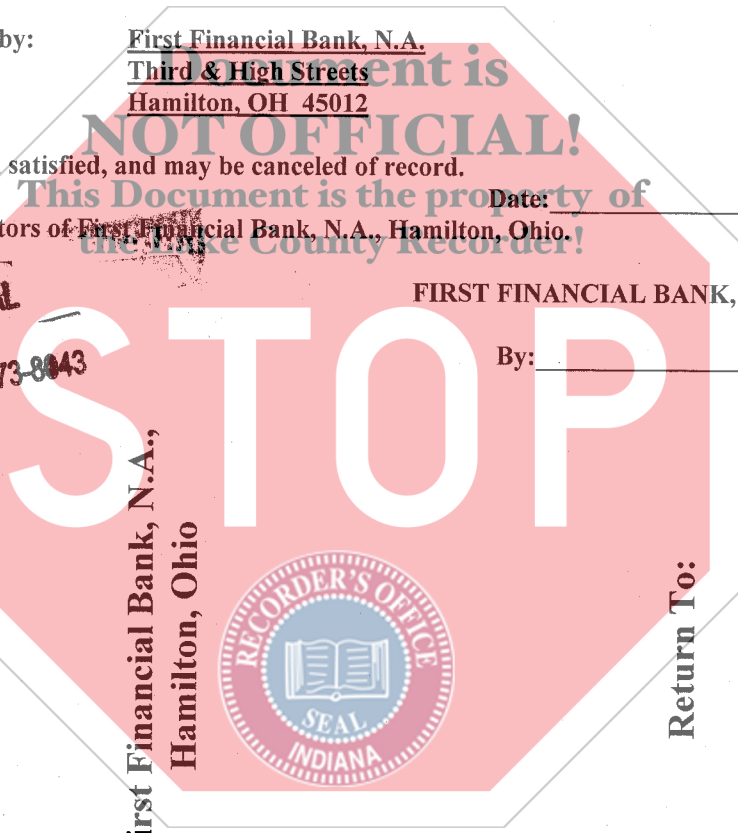 by:
First Financial Bank, N.A.
Third & High Streets
Document is
Hamilton, OH 45012
NOT OFFICIAL!
satisfied, and may be canceled of record.
This Document is the property of
Date:
tors of First Financial Bank, N.A., Hamilton, Ohio.
the Lake County Recorder!
FIRST FINANCIAL BANK,
73-8043
By:
STOP
irst Financial Bank, N.A.,
Hamilton, Ohio
Return To:
RECORDER'S OFFICE
SEAL
INDIANA